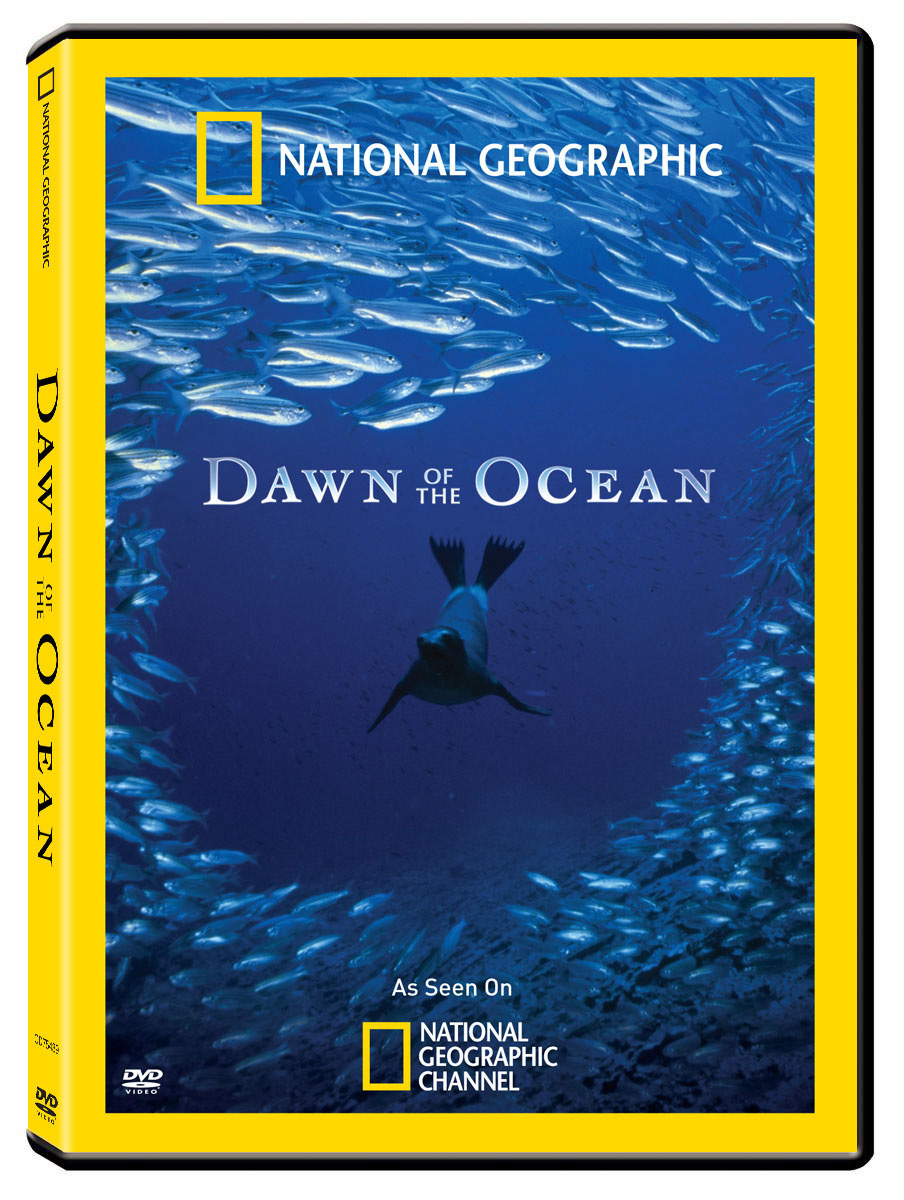 NATIONAL GEOGRAPHIC
DAWN OF THE OCEAN
As Seen On
NATIONAL
GEOGRAPHIC
CHANNEL
DVD
VIDEO
NATIONAL GEOGRAPHIC
DAWN OF THE OCEAN
DVD
VIDEO